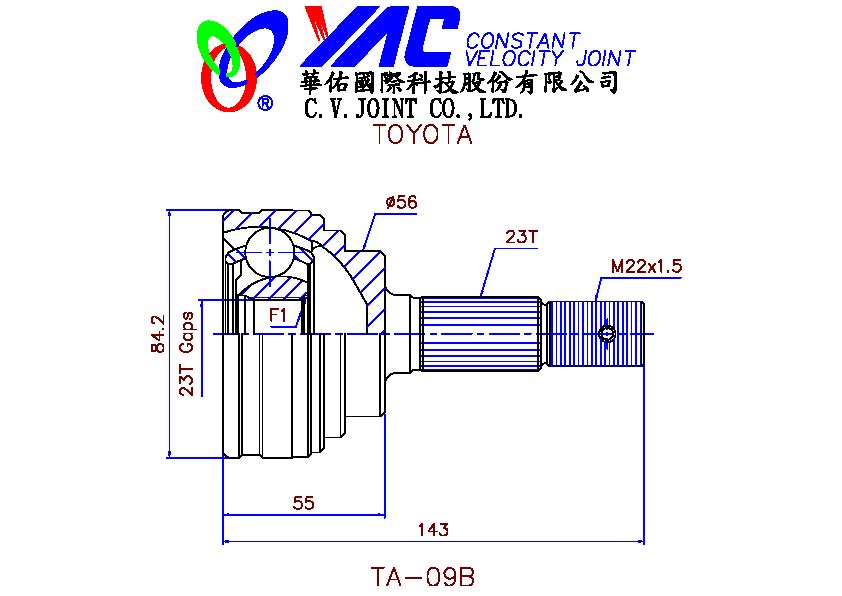 YAC CONSTANT
VELOCITY JOINT
華佑國際科技股份有限公司
C.V.JOINT CO.,LTD.
®
TOYOTA
ø56
23T
M22x1.5
F1
84.2
23T Gaps
55
143
TA-09B